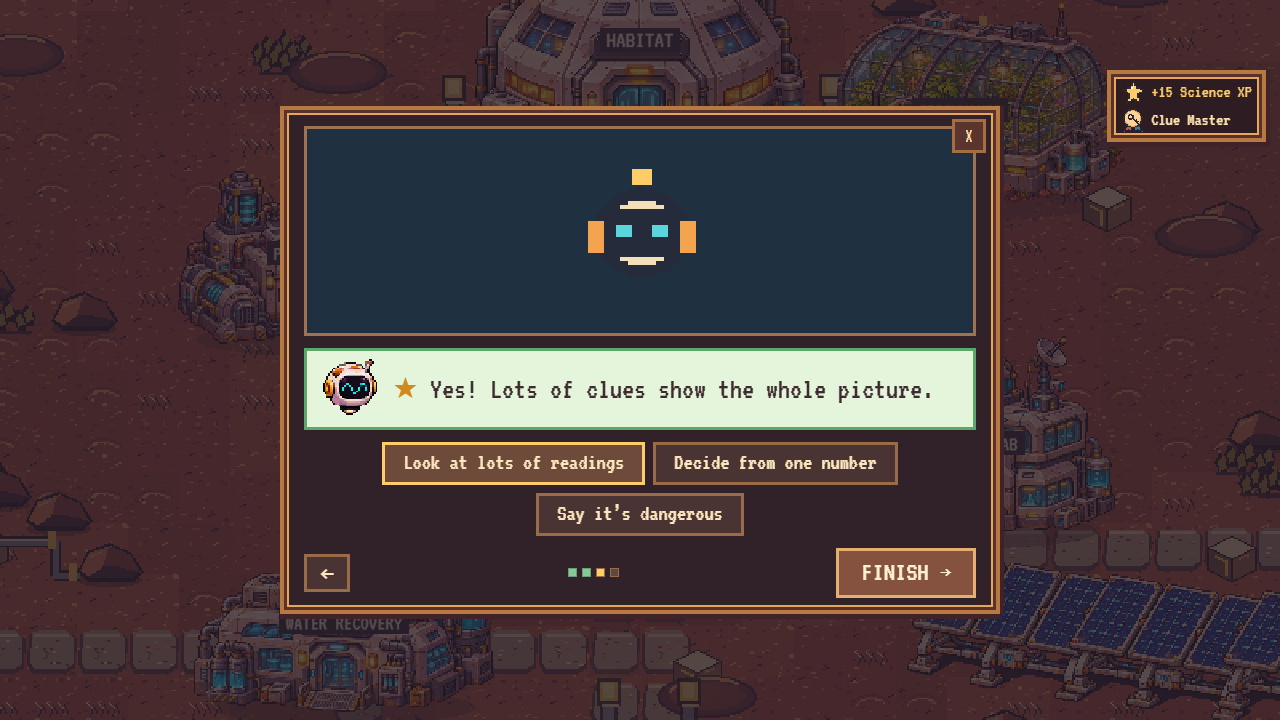 HABITAT
+15 Science XP
Clue Master
X
Yes! Lots of clues show the whole picture.
Look at lots of readings
Decide from one number
Say it's dangerous
FINISH →
WATER RECOVERY